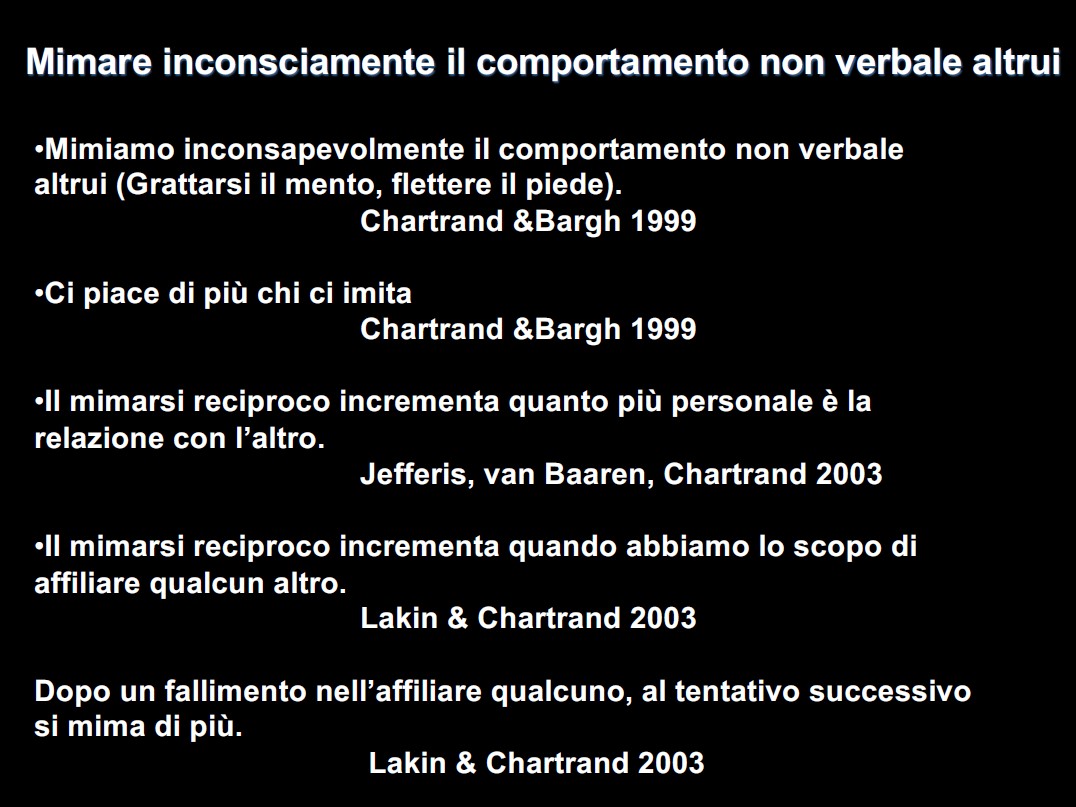 Mimare inconsciamente il comportamento non verbale altrui
•Mimiamo inconsapevolmente il comportamento non verbale
altrui (Grattarsi il mento, flettere il piede).
Chartrand &Bargh 1999
•Ci piace di più chi ci imita
Chartrand &Bargh 1999
•Il mimarsi reciproco incrementa quanto più personale è la
relazione con l’altro.
Jefferis, van Baaren, Chartrand 2003
•Il mimarsi reciproco incrementa quando abbiamo lo scopo di
affiliare qualcun altro.
Lakin & Chartrand 2003
Dopo un fallimento nell’affiliare qualcuno, al tentativo successivo
si mima di più.
Lakin & Chartrand 2003